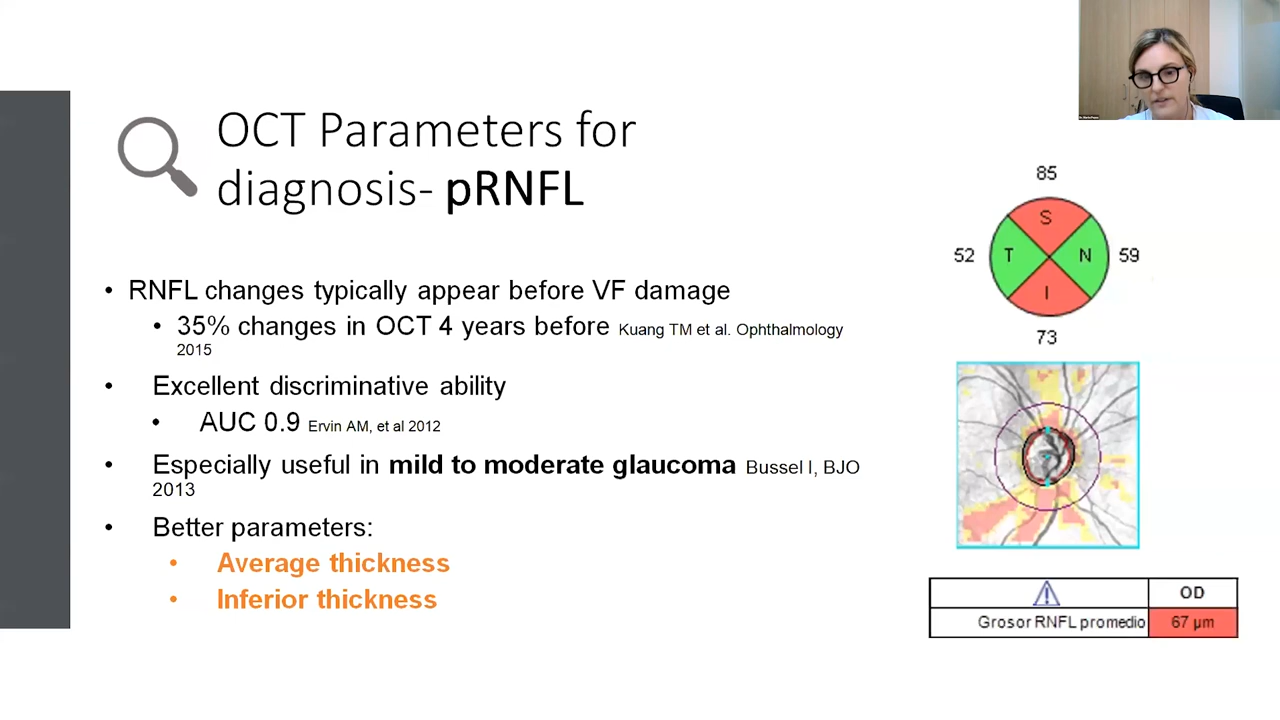 OCT Parameters for
diagnosis- pRNFL
• RNFL changes typically appear before VF damage
• 35% changes in OCT 4 years before Kuang TM et al. Ophthalmology
2015
• Excellent discriminative ability
• AUC 0.9 Ervin AM, et al 2012
• Especially useful in mild to moderate glaucoma Bussel I, BJO
2013
• Better parameters:
• Average thickness
• Inferior thickness
85
S
52 T N 59
I
73
OD
Grosor RNFL promedio 67 µm